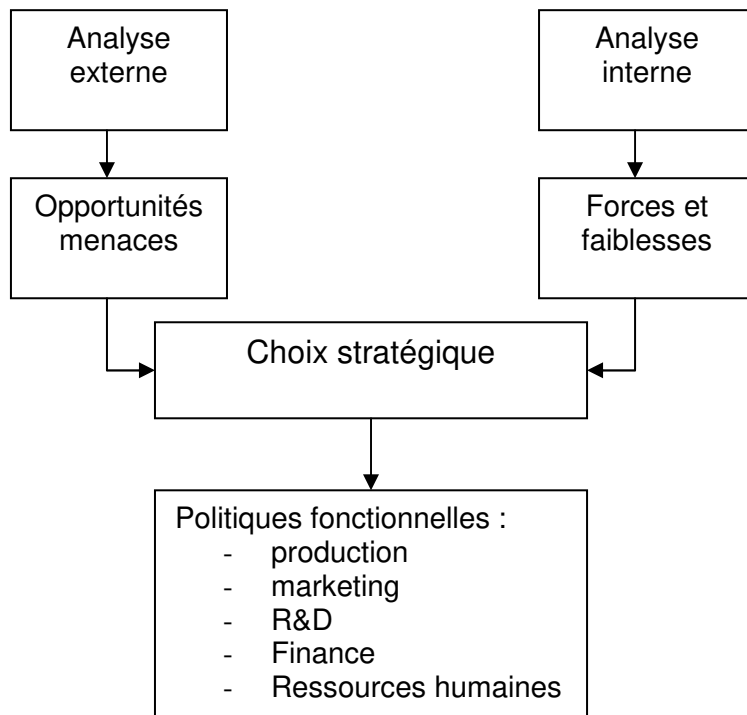 Analyse
externe
Analyse
interne
Opportunités
menaces
Forces et
faiblesses
Choix stratégique
Politiques fonctionnelles :
- production
- marketing
- R&D
- Finance
- Ressources humaines